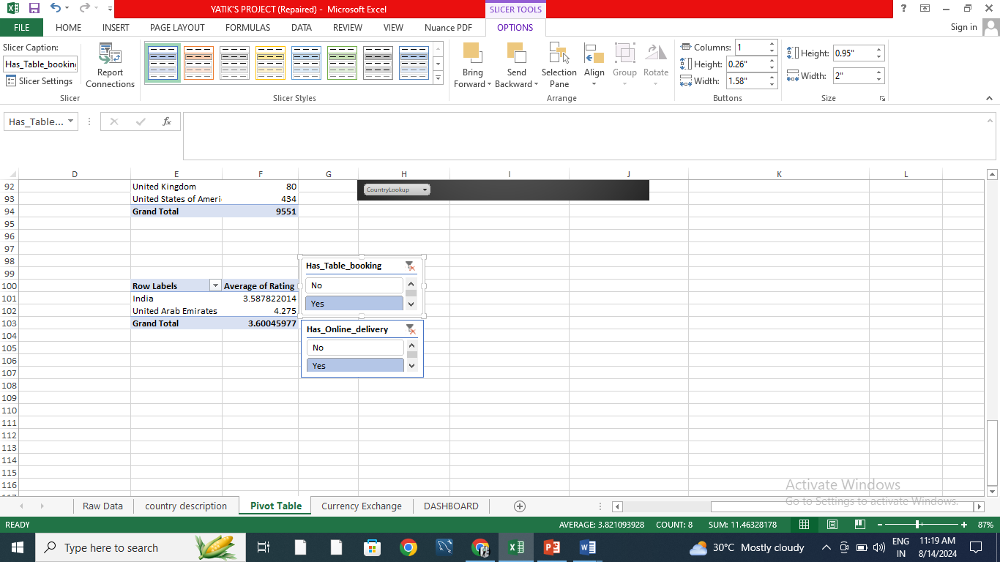 YATIK'S PROJECT (Repaired) - Microsoft Excel
SLICER TOOLS
?
FILE HOME INSERT PAGE LAYOUT FORMULAS DATA REVIEW VIEW Nuance PDF OPTIONS Sign in
Slicer Caption:
Has_Table_bookin
Slicer Settings
Report Connections
Slicer
Slicer Styles
Bring Forward
Send Backward
Selection Pane
Align
Group
Rotate
Arrange
Columns: 1
Height: 0.26"
Width: 1.58"
Buttons
Height: 0.95"
Width: 2"
Size
Has_Table...
fx
D E F G H I J K L
92 United Kingdom 80 CountryLookup
93 United States of Ameri 434
94 Grand Total 9551
95
96
97
98 Has_Table_booking
99
100 Row Labels Average of Rating No
101 India 3.587822014 Yes
102 United Arab Emirates 4.275
103 Grand Total 3.60045977
104 Has_Online_delivery
105 No
106
107 Yes
108
109
110
111
112
113
114
115
116
117
Activate Windows
Go to Settings to activate Windows.
Raw Data country description Pivot Table Currency Exchange DASHBOARD
READY AVERAGE: 3.821093928 COUNT: 8 SUM: 11.46328178 87%
Type here to search
30°C Mostly cloudy
ENG
IN
11:19 AM
8/14/2024